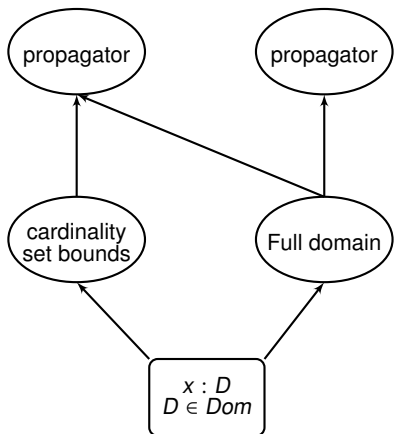 propagator
propagator
cardinality
set bounds
Full domain
x : D
D ∈ Dom